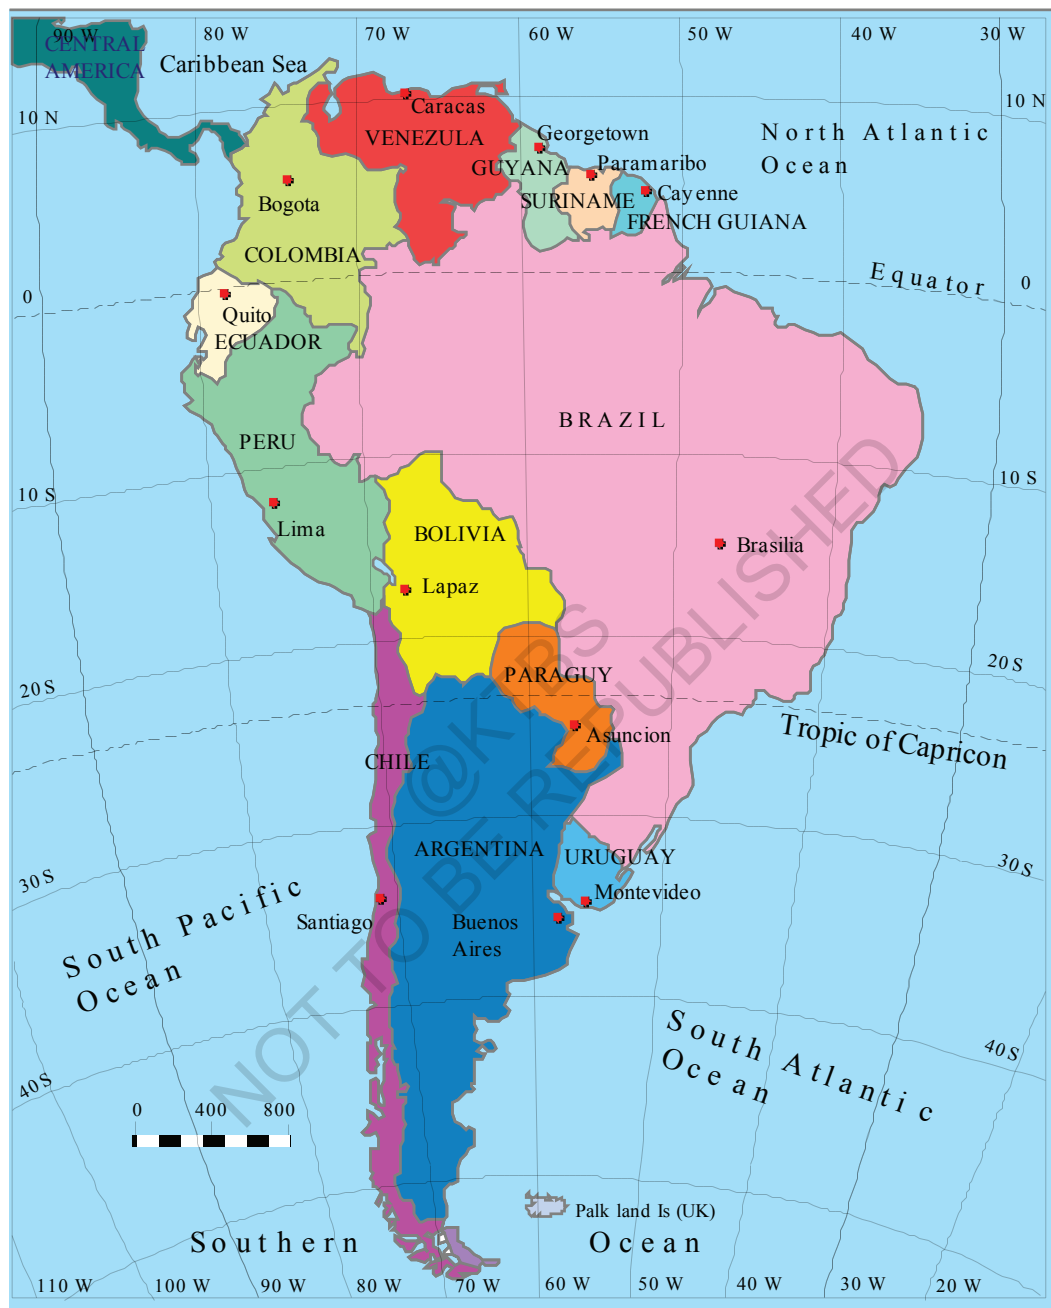 90 W 80 W 70 W 60 W 50 W 40 W 30 W
CENTRAL
AMERICA
Caribbean Sea
10 N
10 N
Caracas
VENEZULA
Georgetown
North Atlantic
Ocean
GUYANA
Paramaribo
SURINAME
Cayenne
FRENCH GUIANA
Bogota
COLOMBIA
Equator
0
0
Quito
ECUADOR
BRAZIL
PERU
10 S
10 S
Lima
BOLIVIA
Brasilia
Lapaz
20 S
20 S
PARAGUY
Asuncion
Tropic of Capricon
CHILE
ARGENTINA
URUGUAY
30 S
30 S
Montevideo
Santiago
Buenos
Aires
South Pacific
Ocean
South Atlantic
Ocean
40 S
40 S
0 400 800
Palk land Is (UK)
Southern Ocean
110 W 100 W 90 W 80 W 70 W 60 W 50 W 40 W 30 W 20 W
@KTBS
NOT TO BE REPUBLISHED